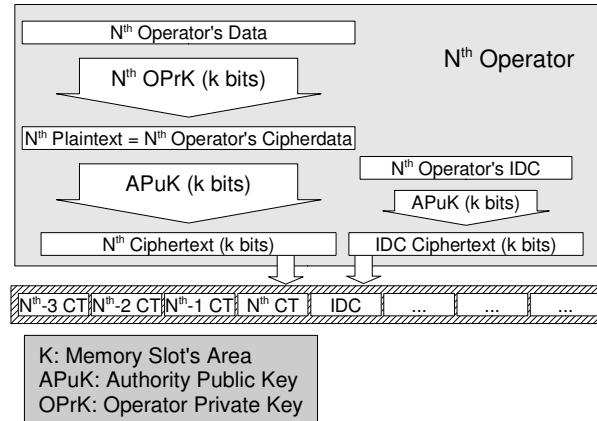 Nth Operator's Data
Nth Operator
Nth OPrK (k bits)
Nth Plaintext = Nth Operator's Cipherdata
Nth Operator's IDC
APuK (k bits)
APuK (k bits)
Nth Ciphertext (k bits)
IDC Ciphertext (k bits)
Nth-3 CT
Nth-2 CT
Nth-1 CT
Nth CT
IDC
...
...
...
K: Memory Slot's Area
APuK: Authority Public Key
OPrK: Operator Private Key